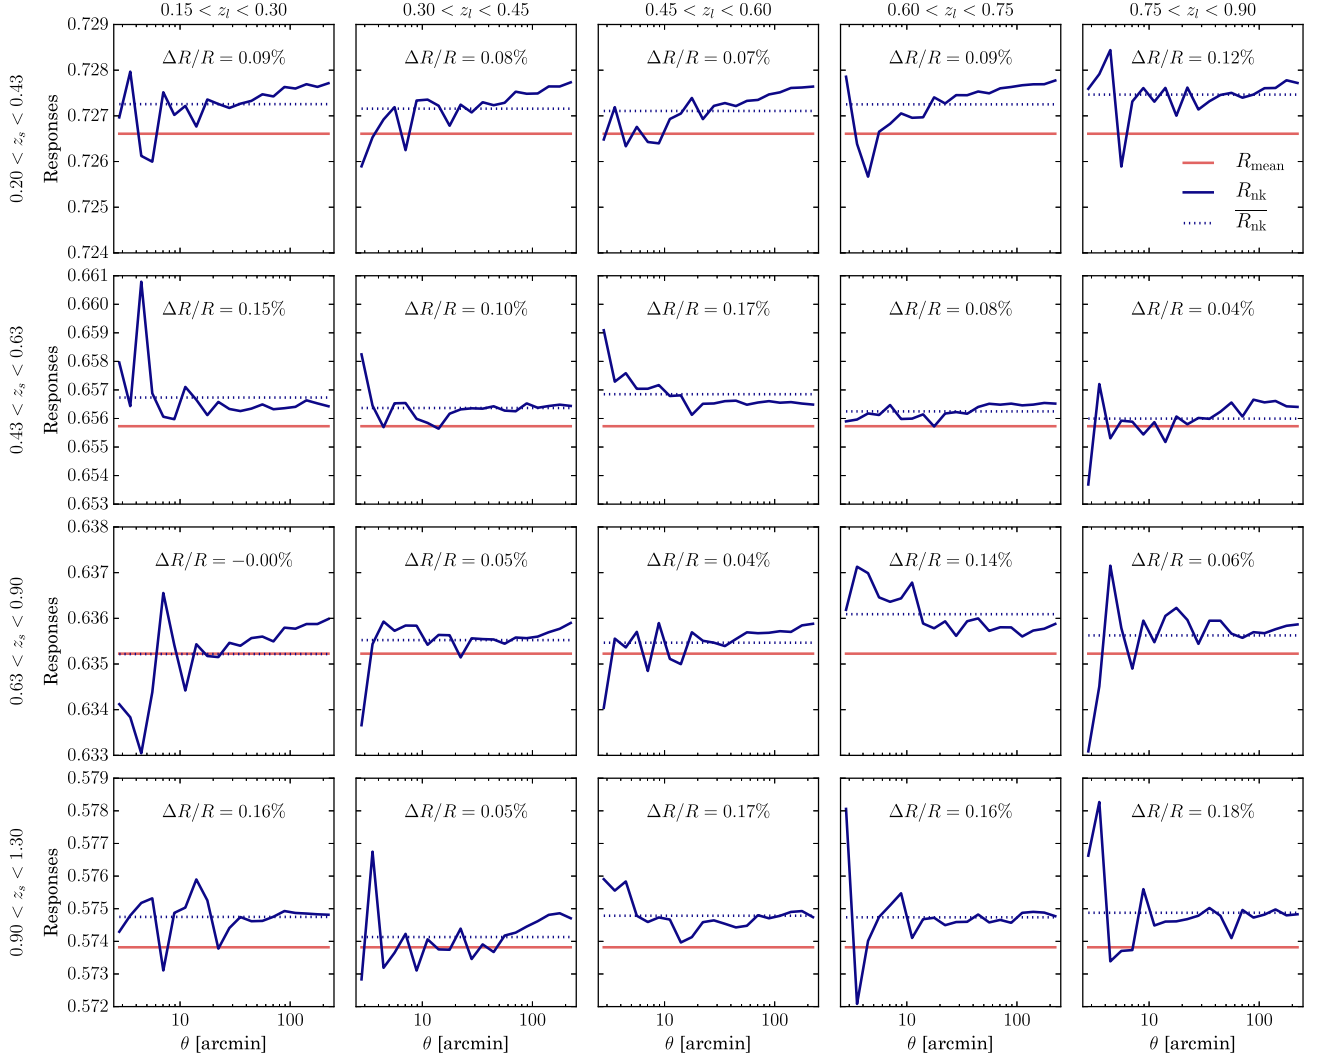 0.15 < z_l < 0.30 0.30 < z_l < 0.45 0.45 < z_l < 0.60 0.60 < z_l < 0.75 0.75 < z_l < 0.90
0.20 < z_s < 0.43
Responses
0.729
0.728
0.727
0.726
0.725
0.724
ΔR/R = 0.09% ΔR/R = 0.08% ΔR/R = 0.07% ΔR/R = 0.09% ΔR/R = 0.12%
R_mean
R_nk
\overline{R_nk}
0.43 < z_s < 0.63
Responses
0.661
0.660
0.659
0.658
0.657
0.656
0.655
0.654
0.653
ΔR/R = 0.15% ΔR/R = 0.10% ΔR/R = 0.17% ΔR/R = 0.08% ΔR/R = 0.04%
0.63 < z_s < 0.90
Responses
0.638
0.637
0.636
0.635
0.634
0.633
ΔR/R = −0.00% ΔR/R = 0.05% ΔR/R = 0.04% ΔR/R = 0.14% ΔR/R = 0.06%
0.90 < z_s < 1.30
Responses
0.579
0.578
0.577
0.576
0.575
0.574
0.573
0.572
ΔR/R = 0.16% ΔR/R = 0.05% ΔR/R = 0.17% ΔR/R = 0.16% ΔR/R = 0.18%
10 100 10 100 10 100 10 100 10 100
θ [arcmin] θ [arcmin] θ [arcmin] θ [arcmin] θ [arcmin]